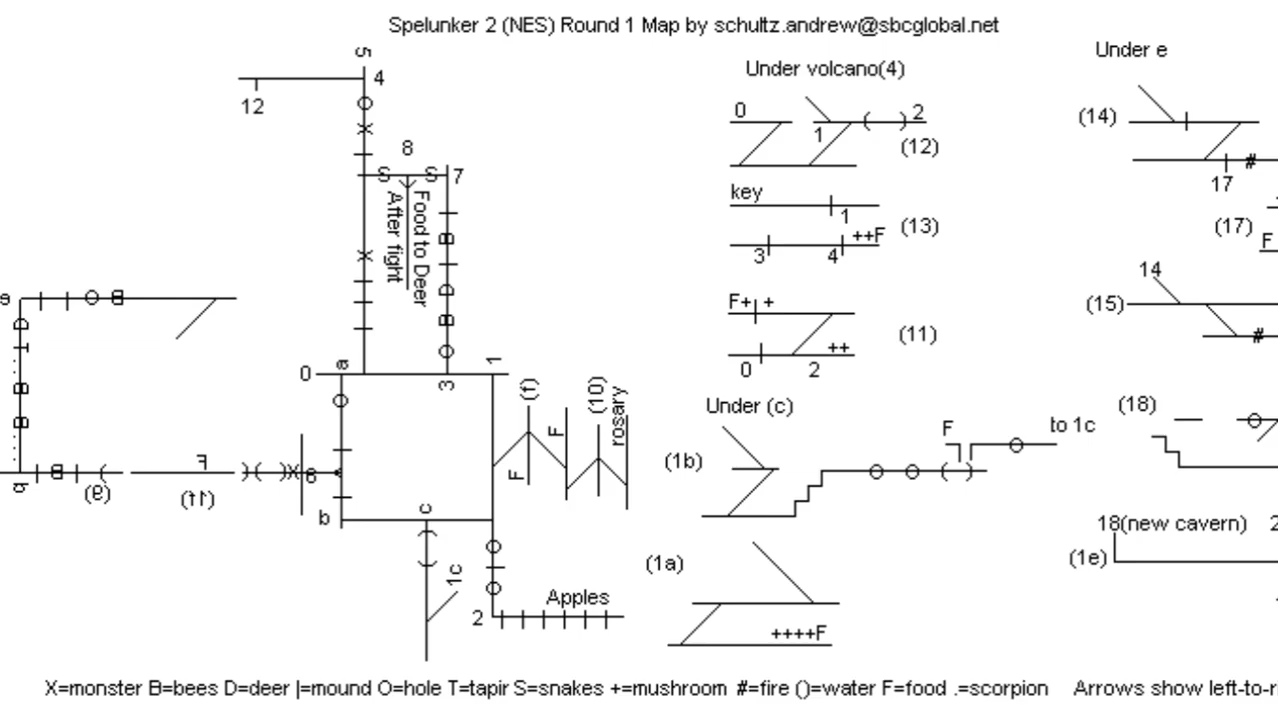 Spelunker 2 (NES) Round 1 Map by schultz.andrew@sbcglobal.net
5
4
12
O
X
8
S S 7
Food to Deer
After fight
X
B
D
B
O
0 a 3 1
O
6
b
c
1c
2
Apples
O
O
(f)
F
F
(10)
rosary
e
O B
D
T
..
B
B
...
q
B
(
(g)
F
(11)
)( )X
Under volcano(4)
0
1
( ) 2
(12)
key
1
(13)
3 4 ++F
F+ +
(11)
++
0 2
Under (c)
(1b)
F
to 1c
O O ( ) O
(1a)
++++F
Under e
(14)
#
17
(17)
F
14
(15)
#
(18)
O
18(new cavern) 2
(1e)
X=monster B=bees D=deer |=mound O=hole T=tapir S=snakes +=mushroom #=fire ()=water F=food .=scorpion Arrows show left-to-ri